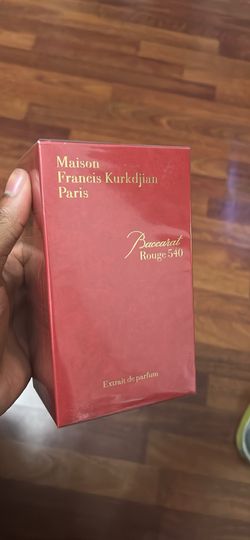 Maison
Francis Kurkdjian
Paris
Baccarat
Rouge 540
Extrait de parfum